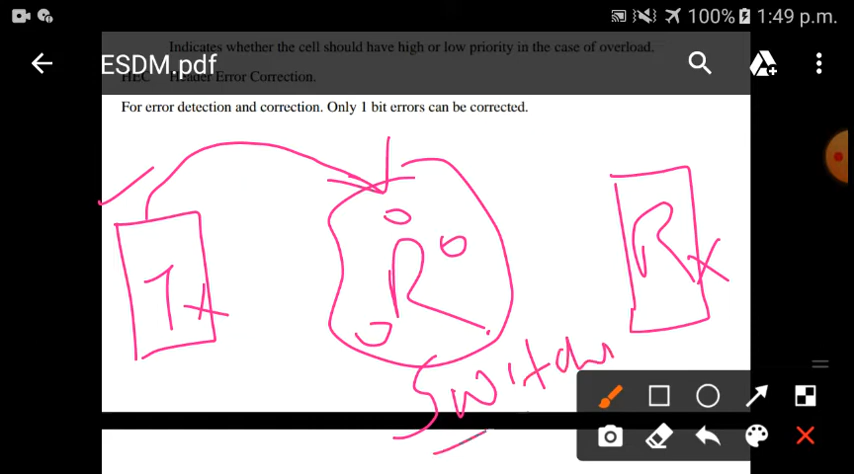 100% 1:49 p.m.
Indicates whether the cell should have high or low priority in the case of overload.
ESDM.pdf
HEC Header Error Correction.
For error detection and correction. Only 1 bit errors can be corrected.
Tx
R
Rx